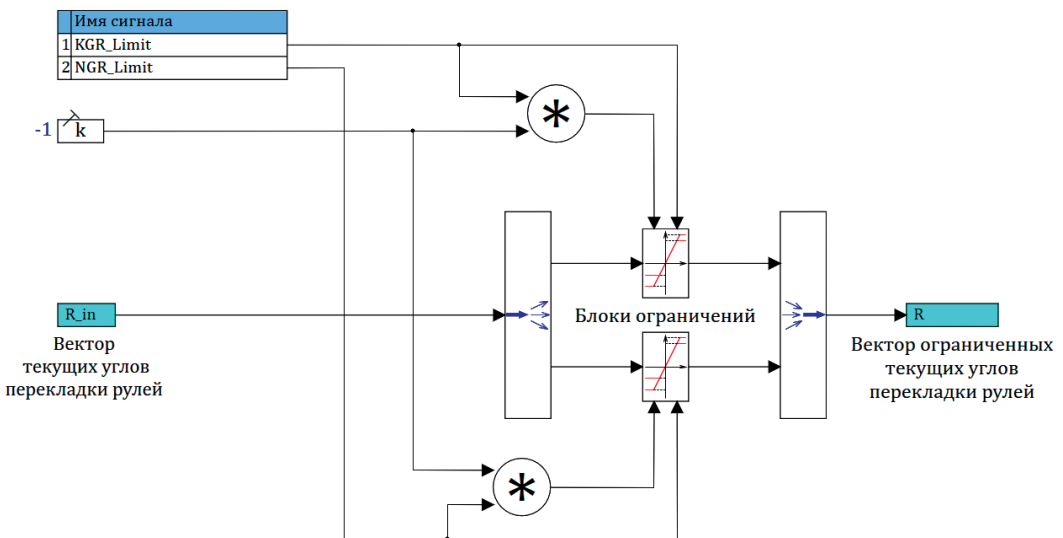 Имя сигнала
1 KGR_Limit
2 NGR_Limit
-1 k
*
R_in
Вектор
текущих углов
перекладки рулей
Блоки ограничений
R
Вектор ограниченных
текущих углов
перекладки рулей
*